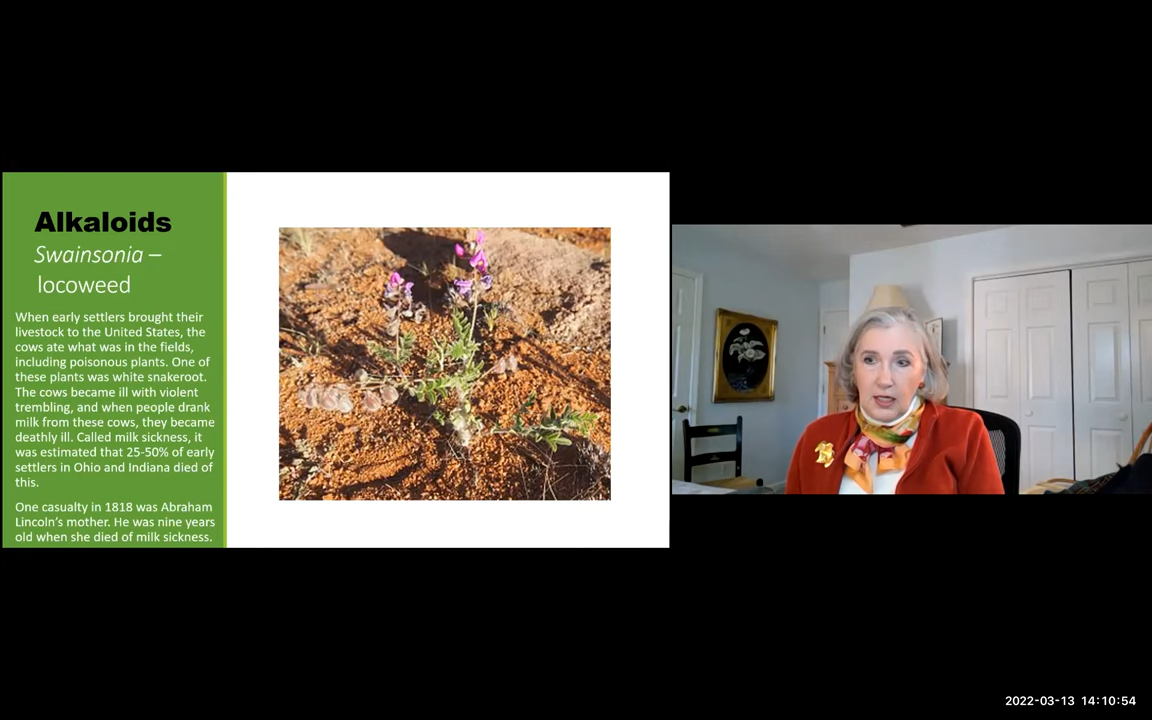 Alkaloids
Swainsonia –
locoweed
When early settlers brought their
livestock to the United States, the
cows ate what was in the fields,
including poisonous plants. One of
these plants was white snakeroot.
The cows became ill with violent
trembling, and when people drank
milk from these cows, they became
deathly ill. Called milk sickness, it
was estimated that 25-50% of early
settlers in Ohio and Indiana died of
this.
One casualty in 1818 was Abraham
Lincoln’s mother. He was nine years
old when she died of milk sickness.
2022-03-13 14:10:54